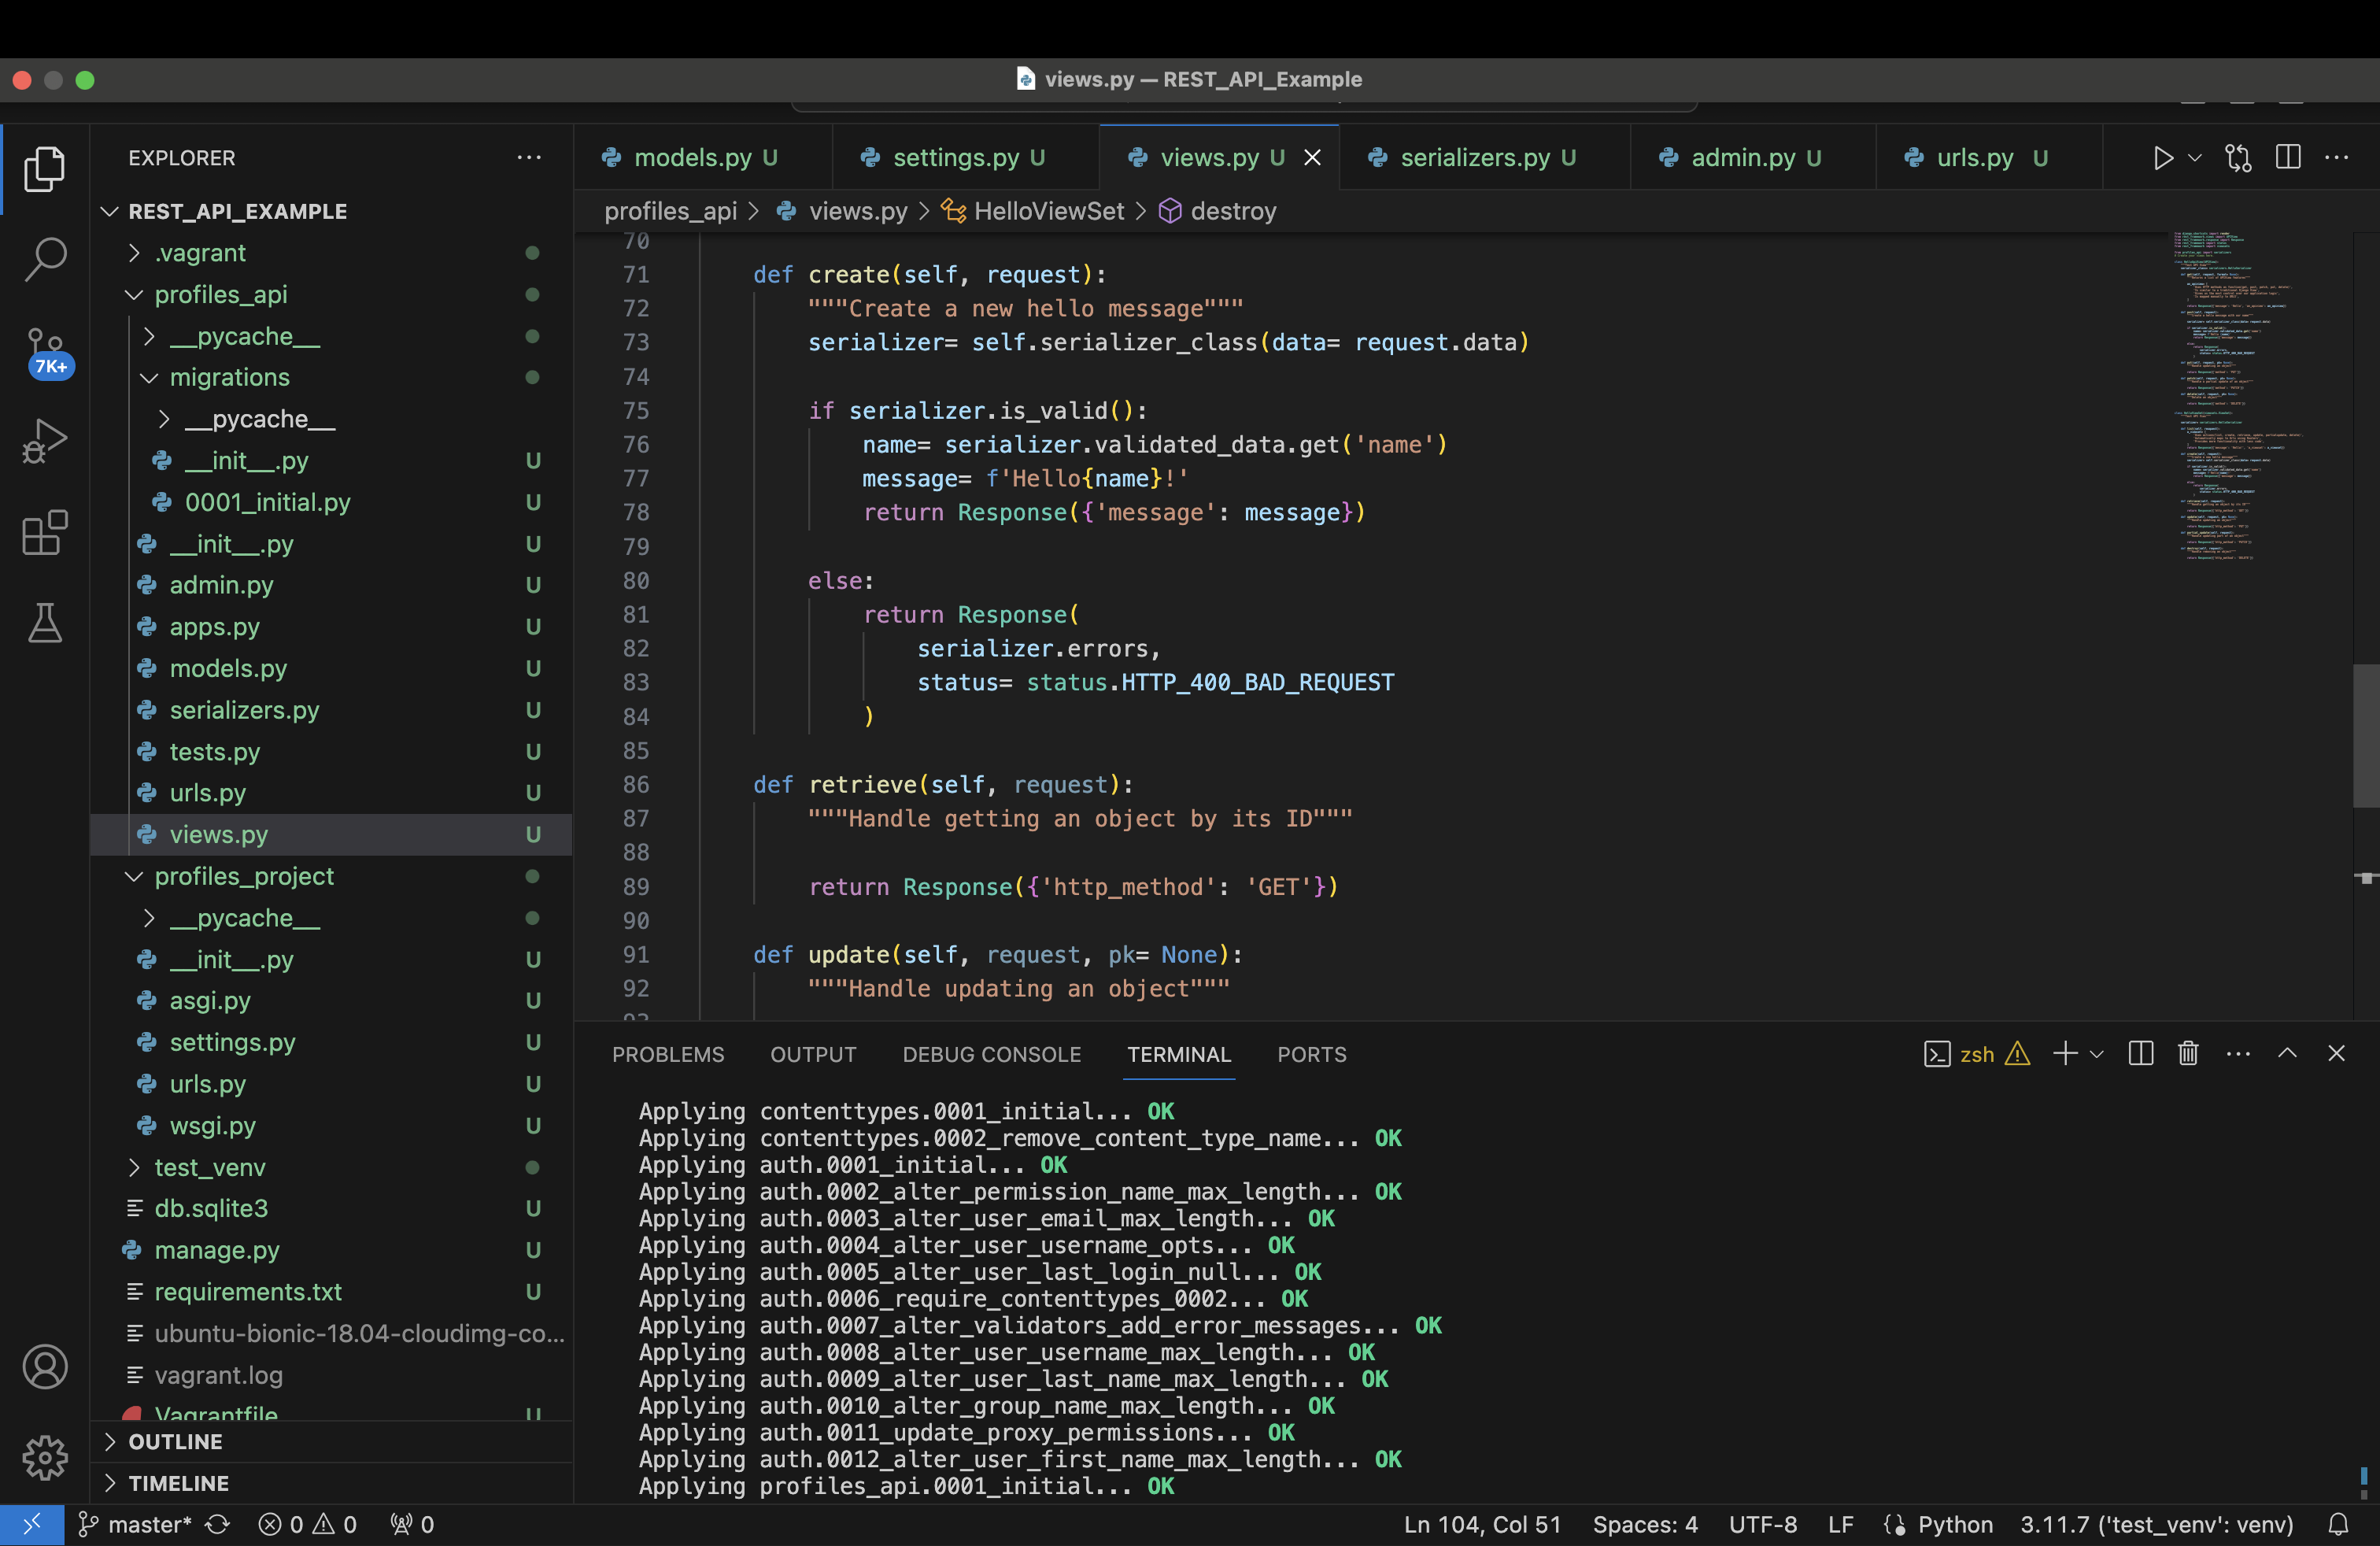 views.py — REST_API_Example
EXPLORER
REST_API_EXAMPLE
.vagrant
profiles_api
__pycache__
migrations
__pycache__
__init__.py U
0001_initial.py U
__init__.py U
admin.py U
apps.py U
models.py U
serializers.py U
tests.py U
urls.py U
views.py U
profiles_project
__pycache__
__init__.py U
asgi.py U
settings.py U
urls.py U
wsgi.py U
test_venv
db.sqlite3 U
manage.py U
requirements.txt U
ubuntu-bionic-18.04-cloudimg-co...
vagrant.log
Vagrantfile U
OUTLINE
TIMELINE
7K+
models.py U settings.py U views.py U serializers.py U admin.py U urls.py U
profiles_api > views.py > HelloViewSet > destroy
70
71 def create(self, request):
72 """Create a new hello message"""
73 serializer= self.serializer_class(data= request.data)
74
75 if serializer.is_valid():
76 name= serializer.validated_data.get('name')
77 message= f'Hello{name}!'
78 return Response({'message': message})
79
80 else:
81 return Response(
82 serializer.errors,
83 status= status.HTTP_400_BAD_REQUEST
84 )
85
86 def retrieve(self, request):
87 """Handle getting an object by its ID"""
88
89 return Response({'http_method': 'GET'})
90
91 def update(self, request, pk= None):
92 """Handle updating an object"""
93
PROBLEMS OUTPUT DEBUG CONSOLE TERMINAL PORTS zsh
Applying contenttypes.0001_initial... OK
Applying contenttypes.0002_remove_content_type_name... OK
Applying auth.0001_initial... OK
Applying auth.0002_alter_permission_name_max_length... OK
Applying auth.0003_alter_user_email_max_length... OK
Applying auth.0004_alter_user_username_opts... OK
Applying auth.0005_alter_user_last_login_null... OK
Applying auth.0006_require_contenttypes_0002... OK
Applying auth.0007_alter_validators_add_error_messages... OK
Applying auth.0008_alter_user_username_max_length... OK
Applying auth.0009_alter_user_last_name_max_length... OK
Applying auth.0010_alter_group_name_max_length... OK
Applying auth.0011_update_proxy_permissions... OK
Applying auth.0012_alter_user_first_name_max_length... OK
Applying profiles_api.0001_initial... OK
master* 0 0 0 Ln 104, Col 51 Spaces: 4 UTF-8 LF Python 3.11.7 ('test_venv': venv)